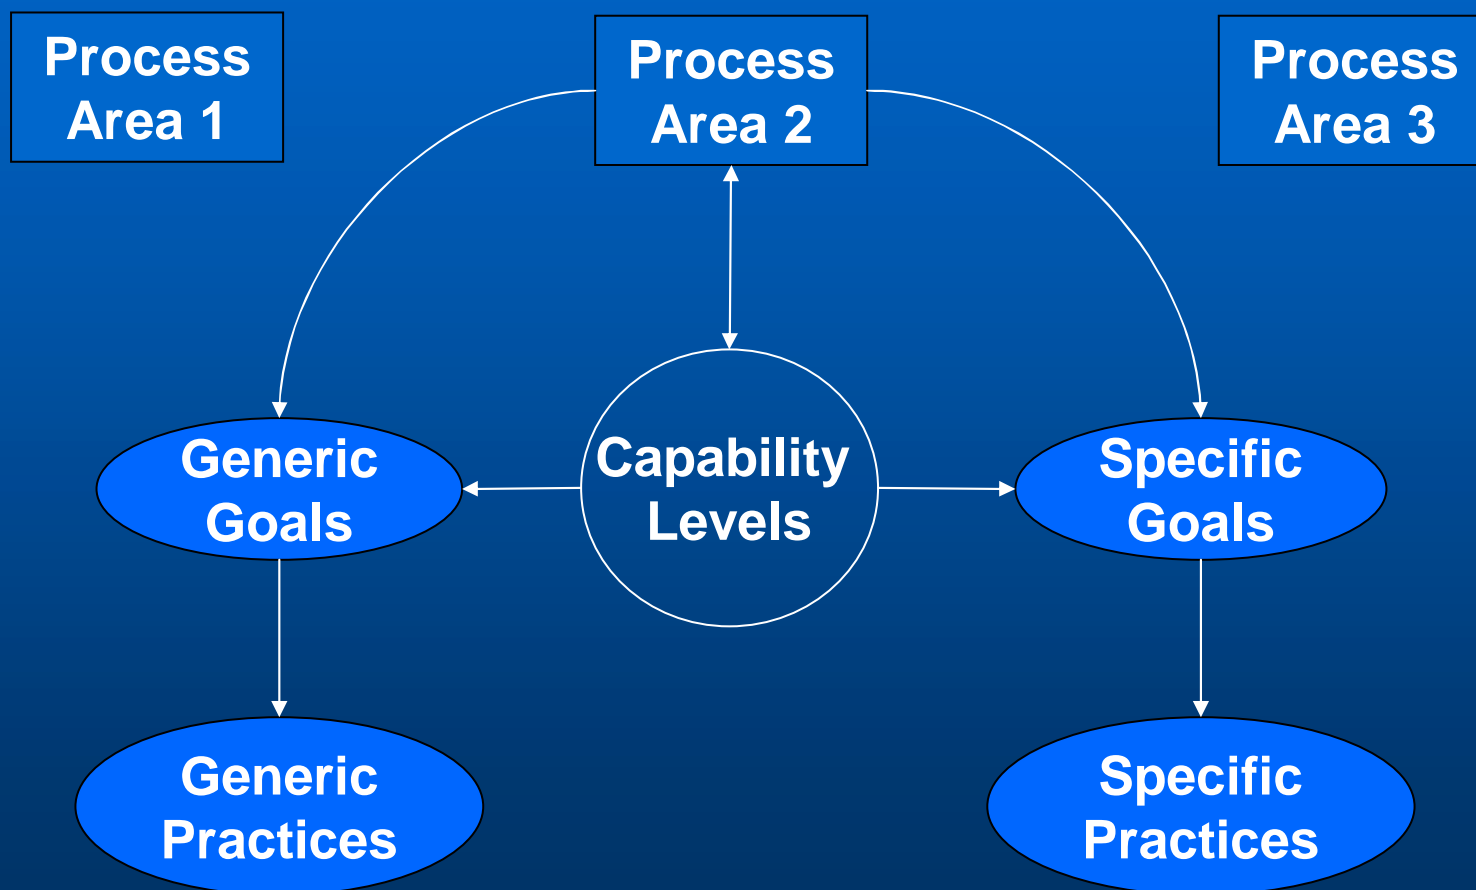 Process
Area 1
Process
Area 2
Process
Area 3
Generic
Goals
Capability
Levels
Specific
Goals
Generic
Practices
Specific
Practices